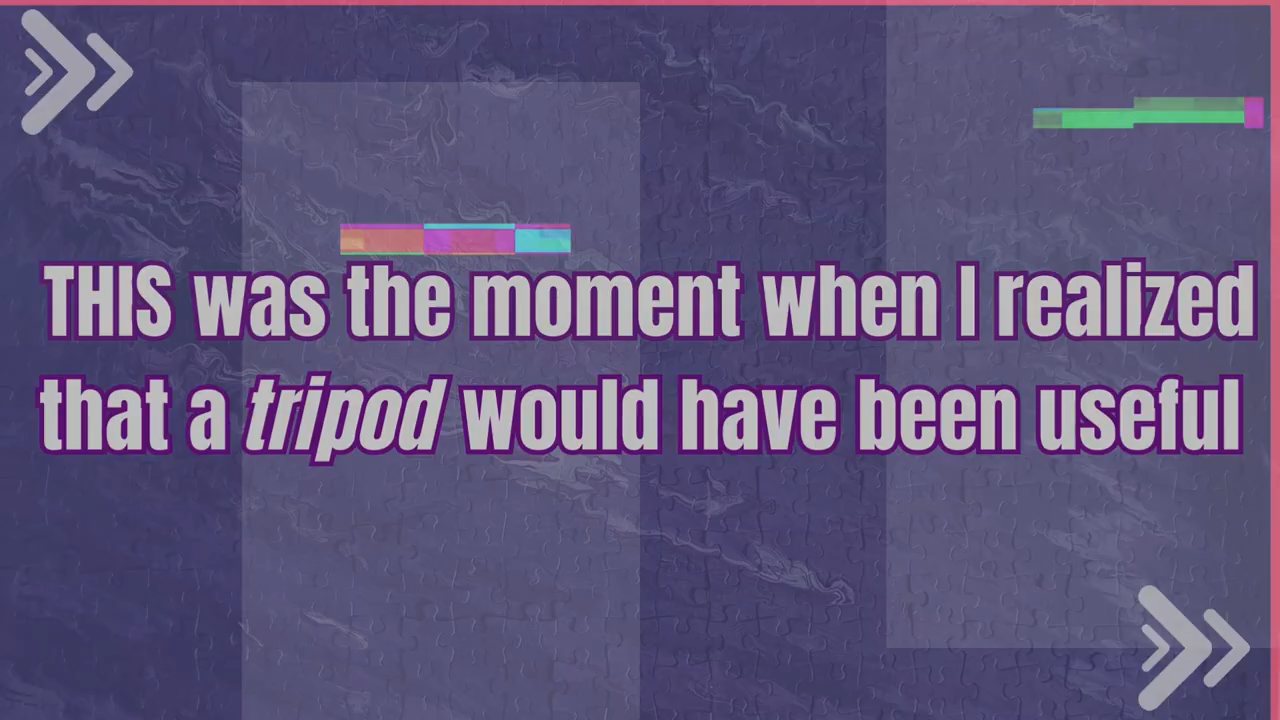 THIS was the moment when I realized
that a tripod would have been useful